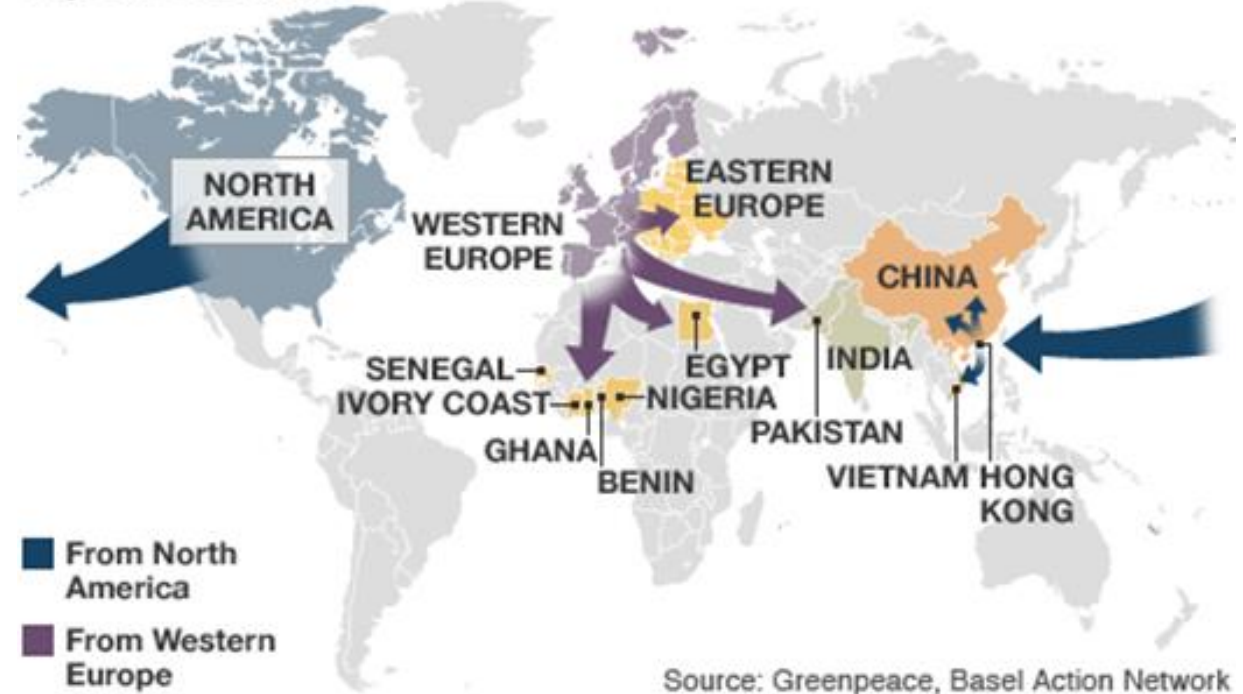 NORTH
AMERICA
WESTERN
EUROPE
EASTERN
EUROPE
CHINA
SENEGAL
IVORY COAST
GHANA
BENIN
EGYPT
NIGERIA
INDIA
PAKISTAN
VIETNAM
HONG
KONG
From North
America
From Western
Europe
Source: Greenpeace, Basel Action Network